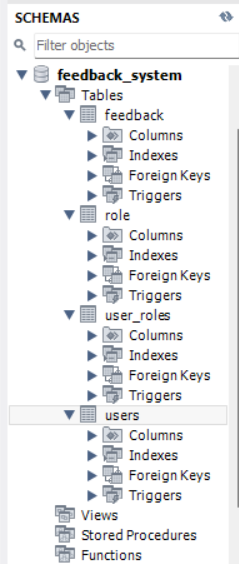 SCHEMAS
Filter objects
feedback_system
Tables
feedback
Columns
Indexes
Foreign Keys
Triggers
role
Columns
Indexes
Foreign Keys
Triggers
user_roles
Columns
Indexes
Foreign Keys
Triggers
users
Columns
Indexes
Foreign Keys
Triggers
Views
Stored Procedures
Functions